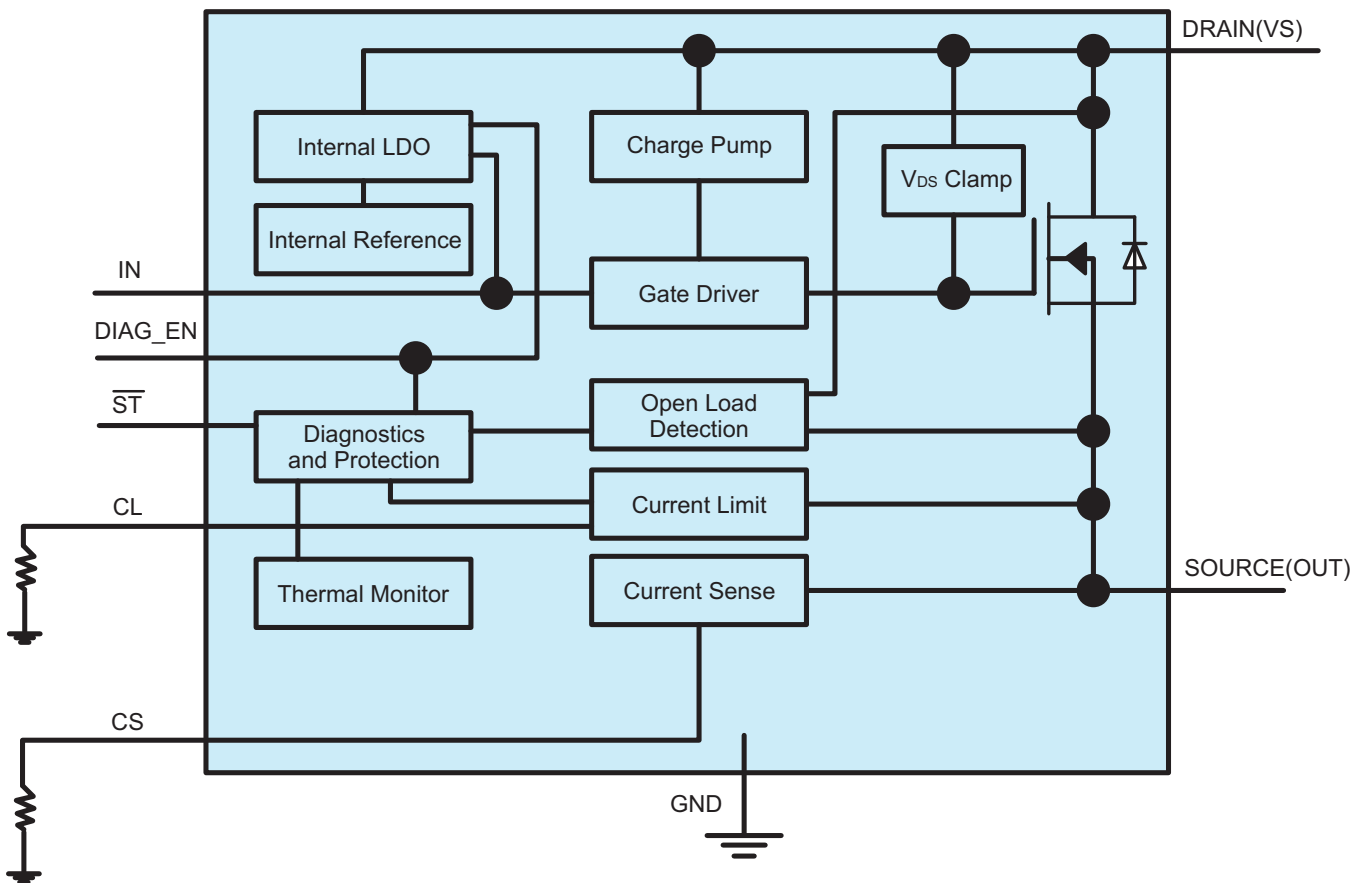 DRAIN(VS)
Internal LDO
Charge Pump
VDS Clamp
Internal Reference
IN
Gate Driver
DIAG_EN
S̅T̅
Open Load
Detection
Diagnostics
and Protection
CL
Current Limit
Thermal Monitor
Current Sense
SOURCE(OUT)
CS
GND